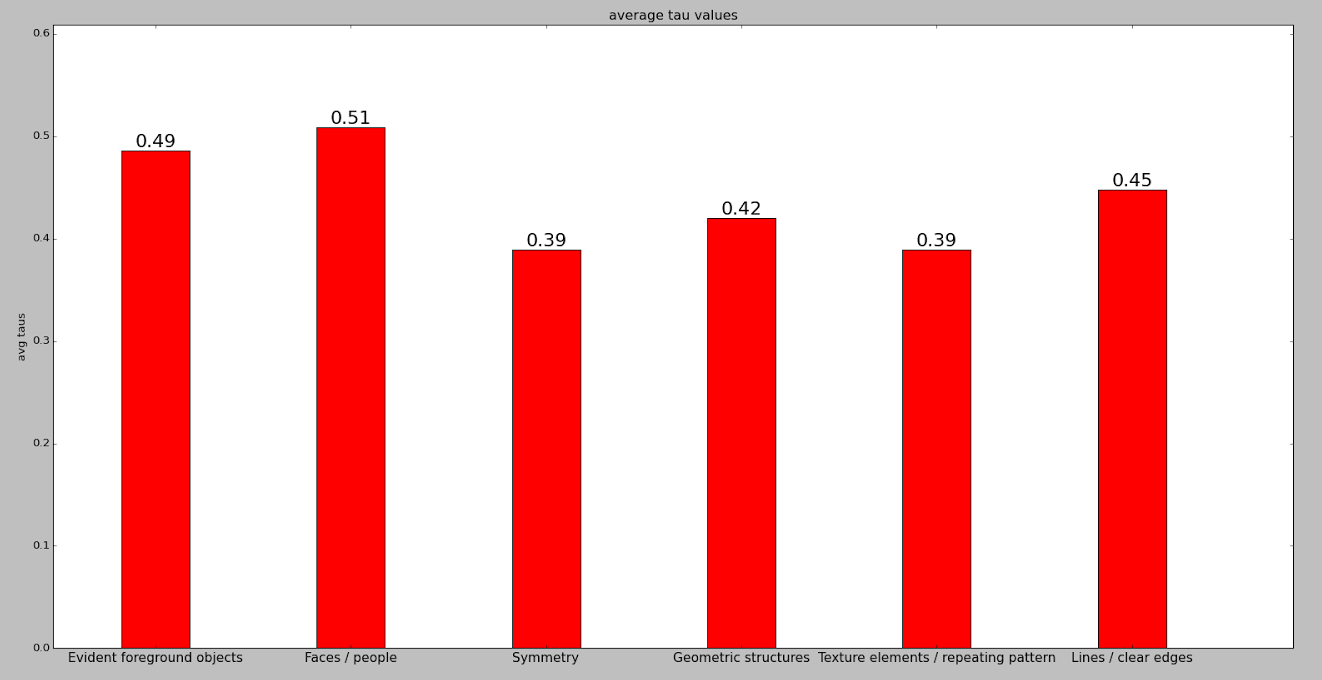 average tau values
0.6
0.5
0.4
0.3
0.2
0.1
0.0
avg taus
0.49
0.51
0.39
0.42
0.39
0.45
Evident foreground objects
Faces / people
Symmetry
Geometric structures
Texture elements / repeating pattern
Lines / clear edges